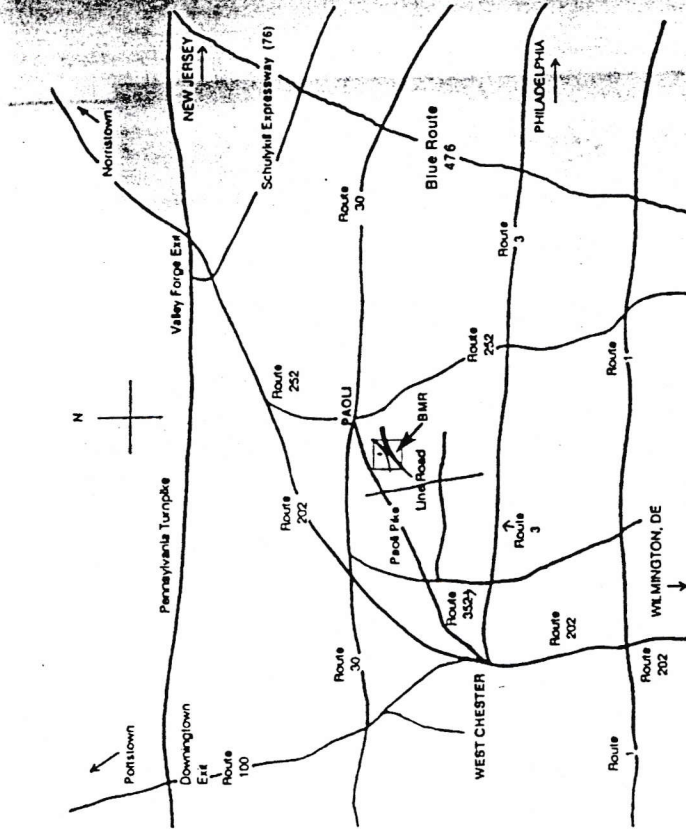 N
Norristown
NEW JERSEY
Pottstown
Pennsylvania Turnpike
Valley Forge Exit
Schulykill Expressway (76)
Downingtown
Exit
Route
100
Route
202
Route
252
Route
30
Route
30
PAOLI
Blue Route
476
Paoli Pike
Line Road
BMR
Route
252
Route
352
WEST CHESTER
Route
3
Route
3
PHILADELPHIA
Route
202
Route
1
Route
1
Route
202
WILMINGTON, DE